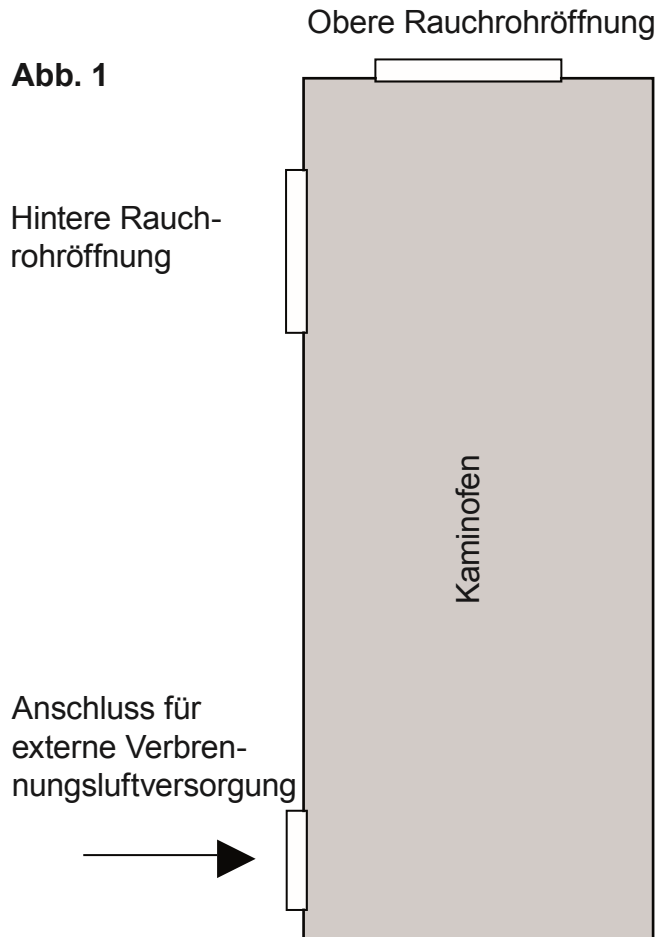 Obere Rauchrohröffnung
Abb. 1
Hintere Rauch-
rohröffnung
Kaminofen
Anschluss für
externe Verbren-
nungsluftversorgung